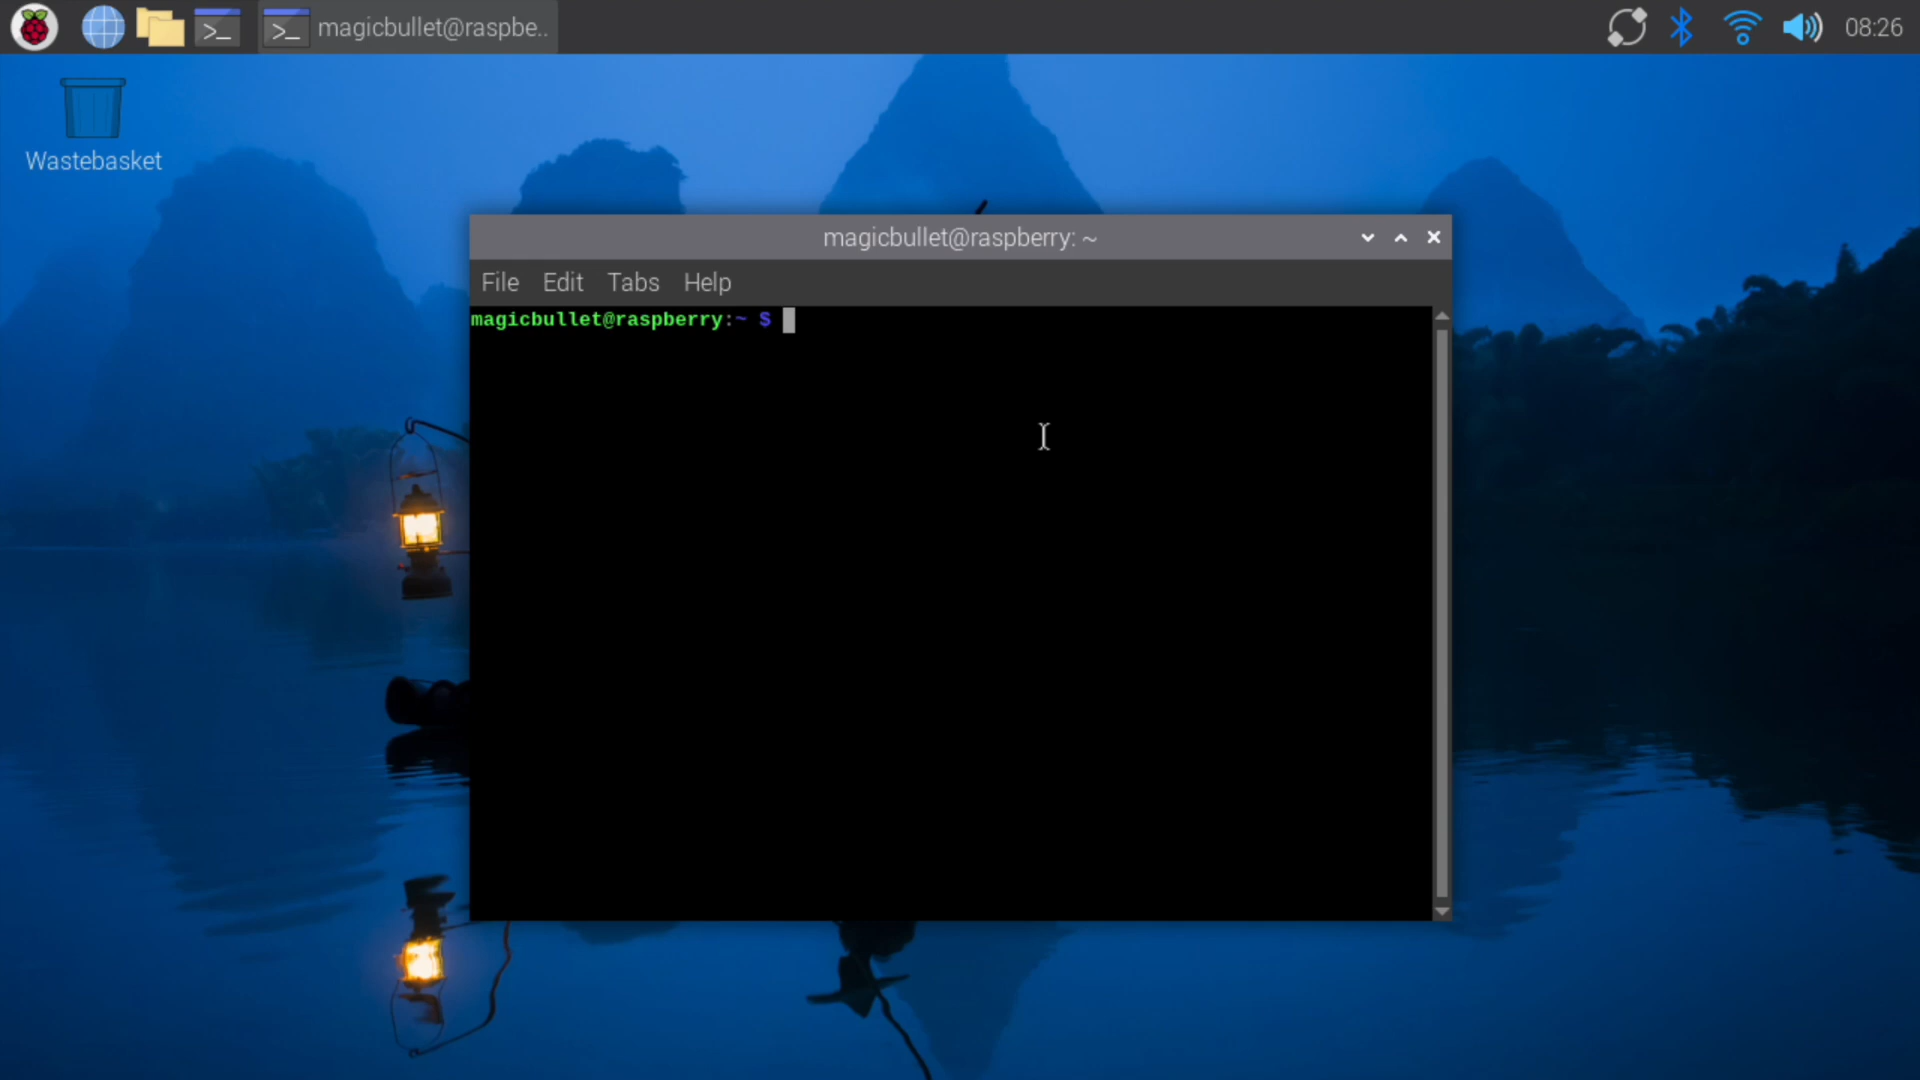 magicbullet@raspbe.. 08:26
Wastebasket
magicbullet@raspberry: ~
File Edit Tabs Help
magicbullet@raspberry:~ $